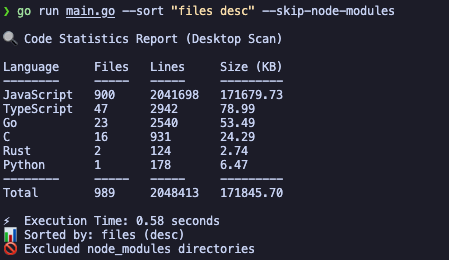 ❯ go run main.go --sort "files desc" --skip-node-modules
🔍 Code Statistics Report (Desktop Scan)
Language Files Lines Size (KB)
-------- ----- ----- ---------
JavaScript 900 2041698 171679.73
TypeScript 47 2942 78.99
Go 23 2540 53.49
C 16 931 24.29
Rust 2 124 2.74
Python 1 178 6.47
-------- ----- ----- ---------
Total 989 2048413 171845.70
⚡ Execution Time: 0.58 seconds
📊 Sorted by: files (desc)
🚫 Excluded node_modules directories